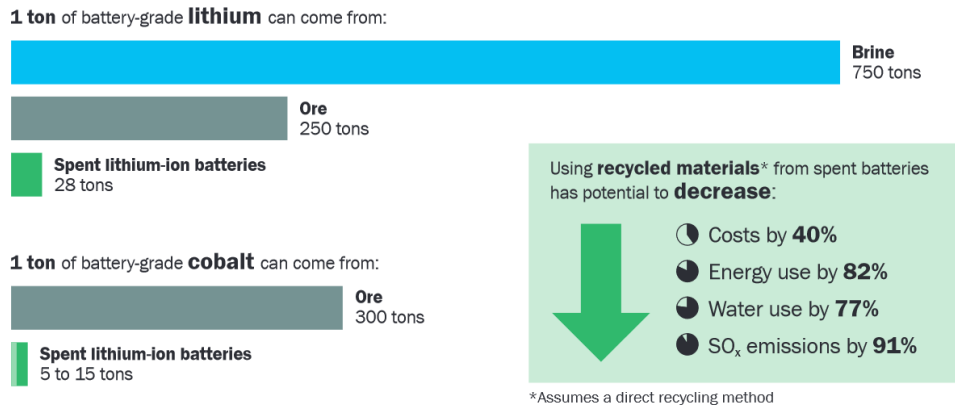 1 ton of battery-grade lithium can come from:
Brine
750 tons
Ore
250 tons
Spent lithium-ion batteries
28 tons
1 ton of battery-grade cobalt can come from:
Ore
300 tons
Spent lithium-ion batteries
5 to 15 tons
Using recycled materials* from spent batteries
has potential to decrease:
Costs by 40%
Energy use by 82%
Water use by 77%
SOₓ emissions by 91%
*Assumes a direct recycling method